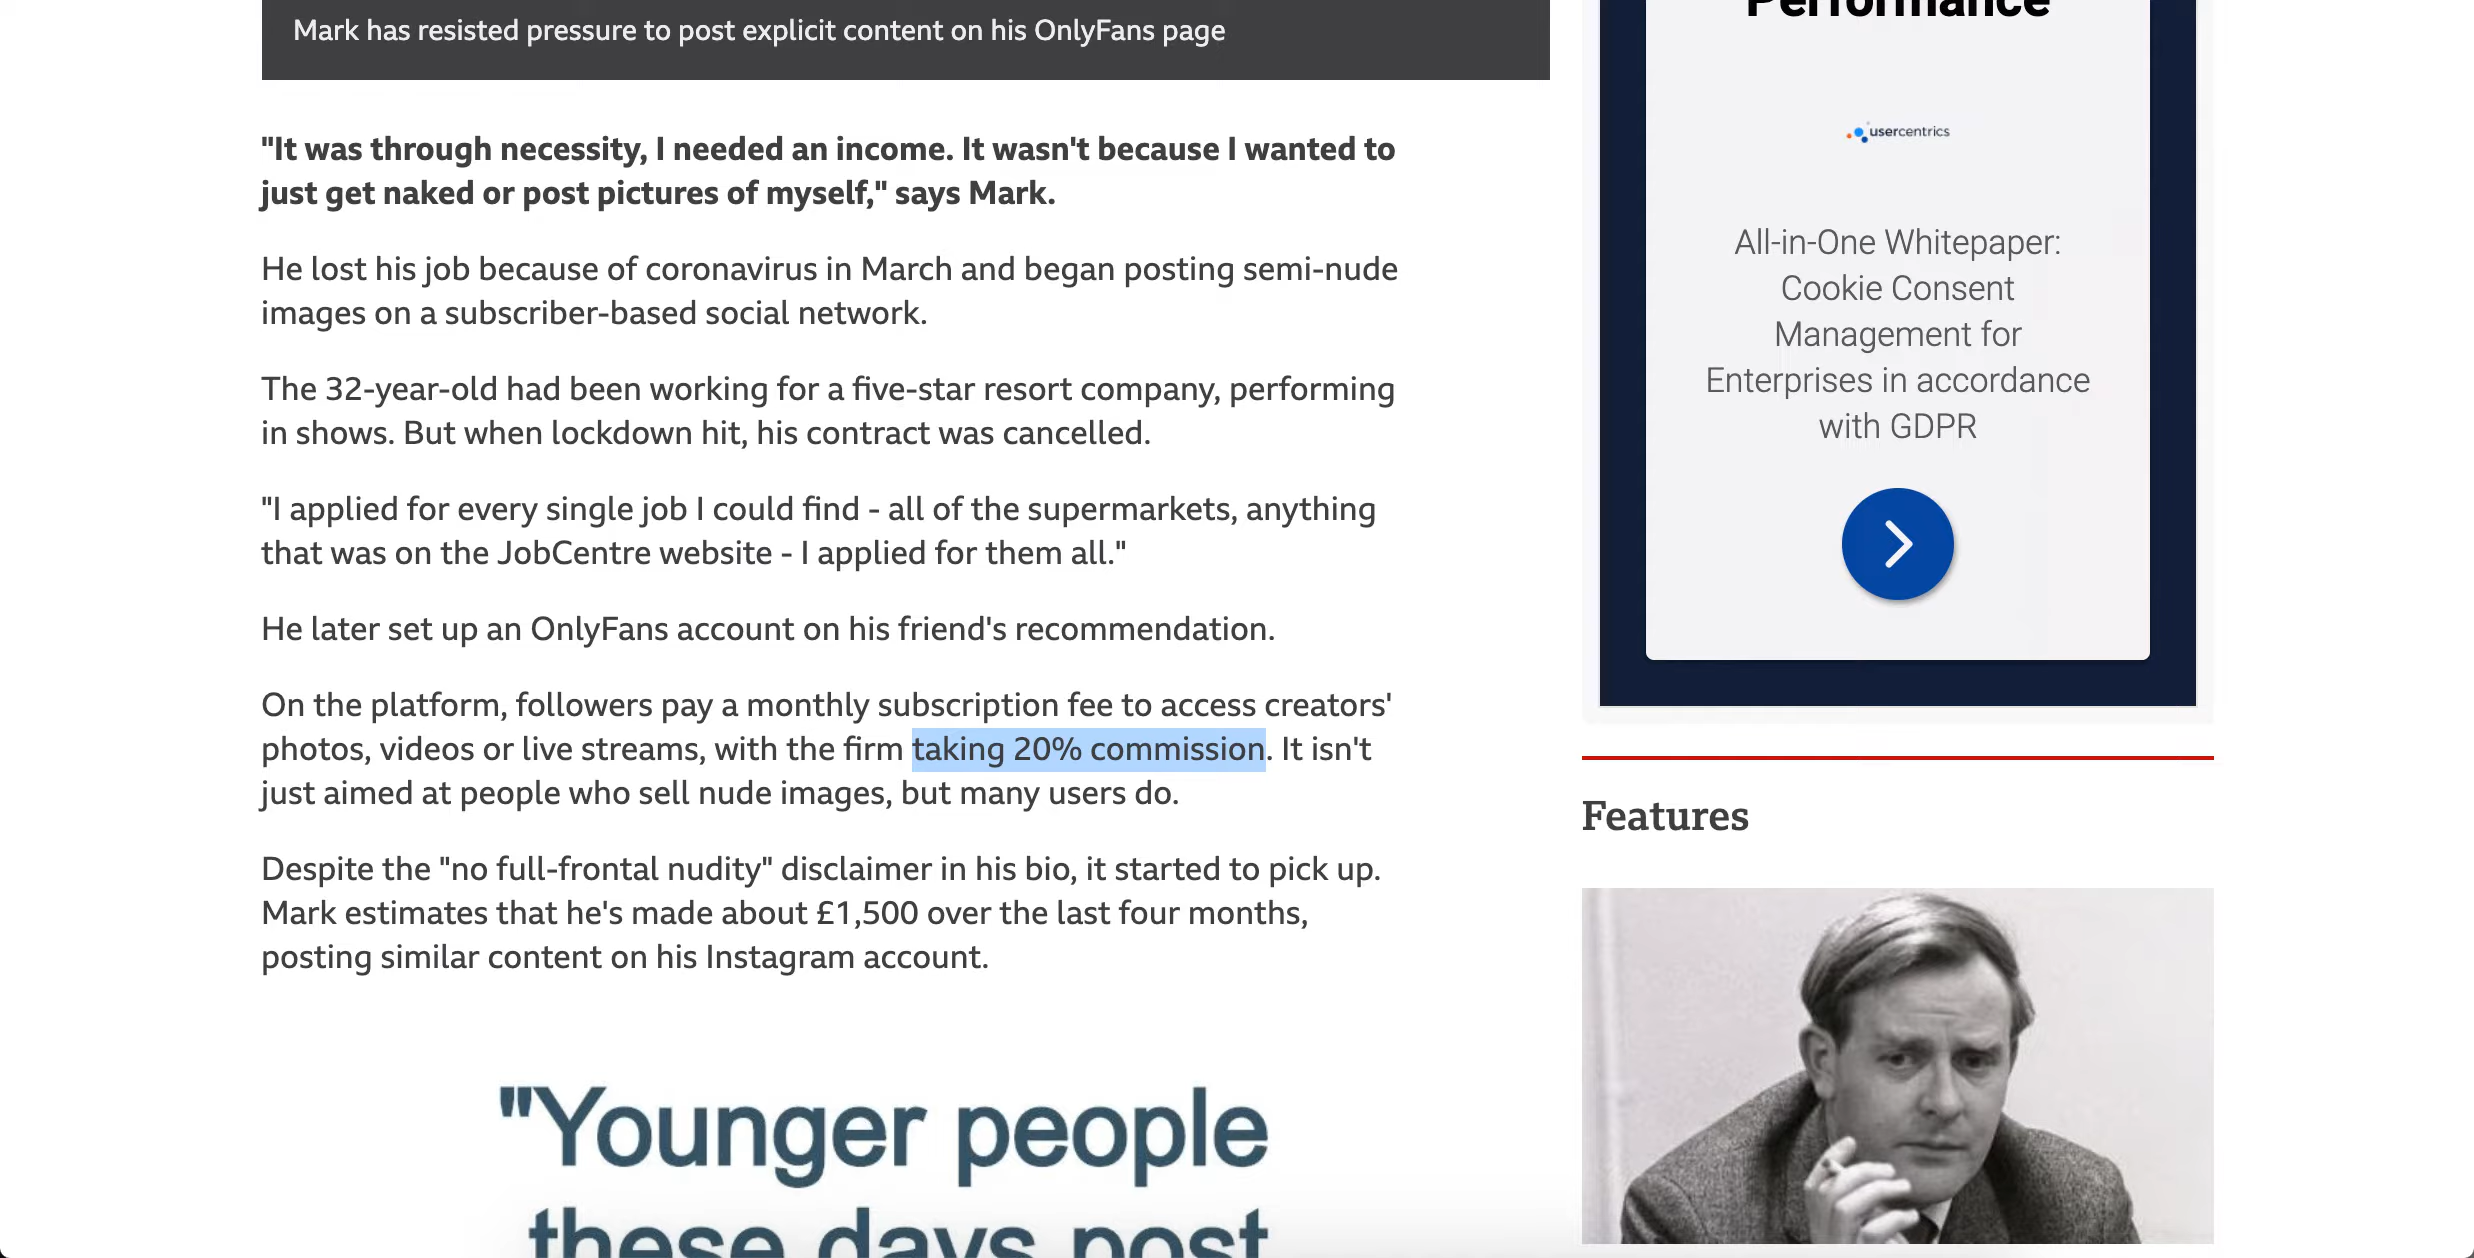 Mark has resisted pressure to post explicit content on his OnlyFans page
"It was through necessity, I needed an income. It wasn't because I wanted to
just get naked or post pictures of myself," says Mark.
He lost his job because of coronavirus in March and began posting semi-nude
images on a subscriber-based social network.
The 32-year-old had been working for a five-star resort company, performing
in shows. But when lockdown hit, his contract was cancelled.
"I applied for every single job I could find - all of the supermarkets, anything
that was on the JobCentre website - I applied for them all."
He later set up an OnlyFans account on his friend's recommendation.
On the platform, followers pay a monthly subscription fee to access creators'
photos, videos or live streams, with the firm taking 20% commission. It isn't
just aimed at people who sell nude images, but many users do.
Despite the "no full-frontal nudity" disclaimer in his bio, it started to pick up.
Mark estimates that he's made about £1,500 over the last four months,
posting similar content on his Instagram account.
"Younger people
these days post
Performance
usercentrics
All-in-One Whitepaper:
Cookie Consent
Management for
Enterprises in accordance
with GDPR
Features